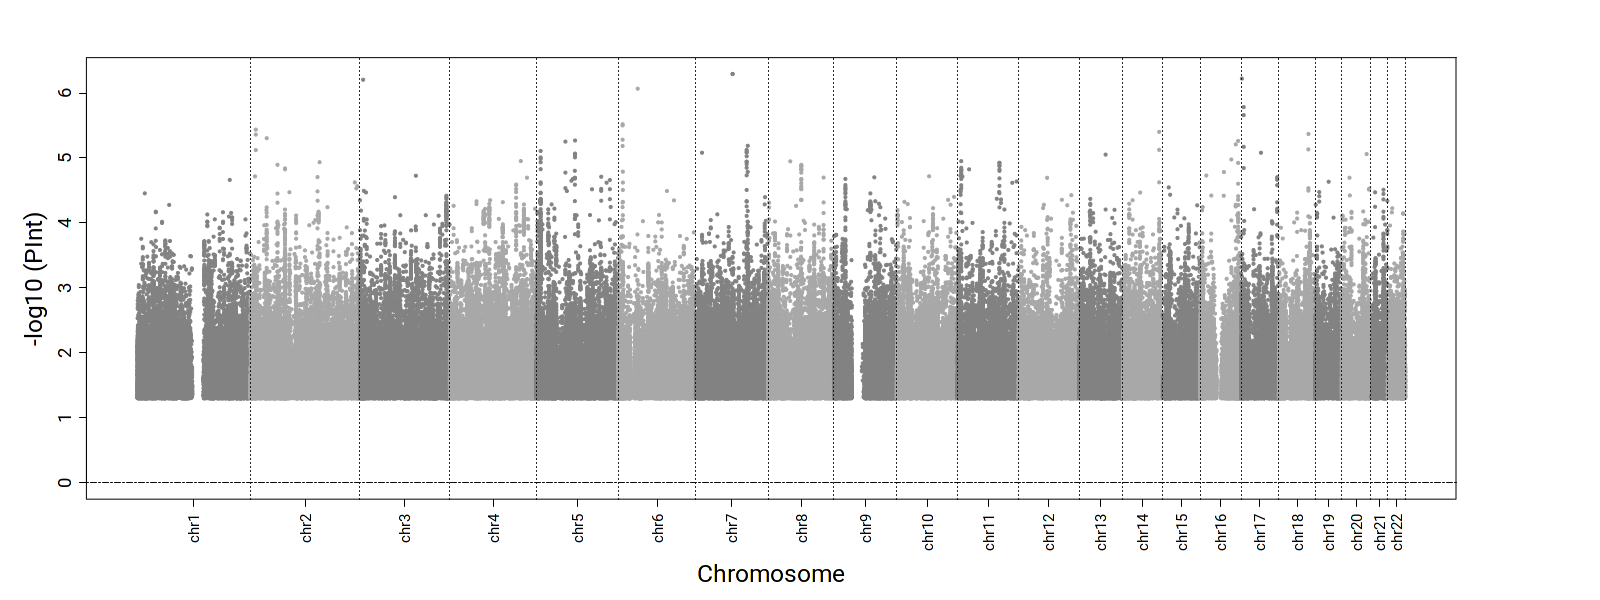 -log10 (PInt)
6
5
4
3
2
1
0
chr1
chr2
chr3
chr4
chr5
chr6
chr7
chr8
chr9
chr10
chr11
chr12
chr13
chr14
chr15
chr16
chr17
chr18
chr19
chr20
chr21
chr22
Chromosome